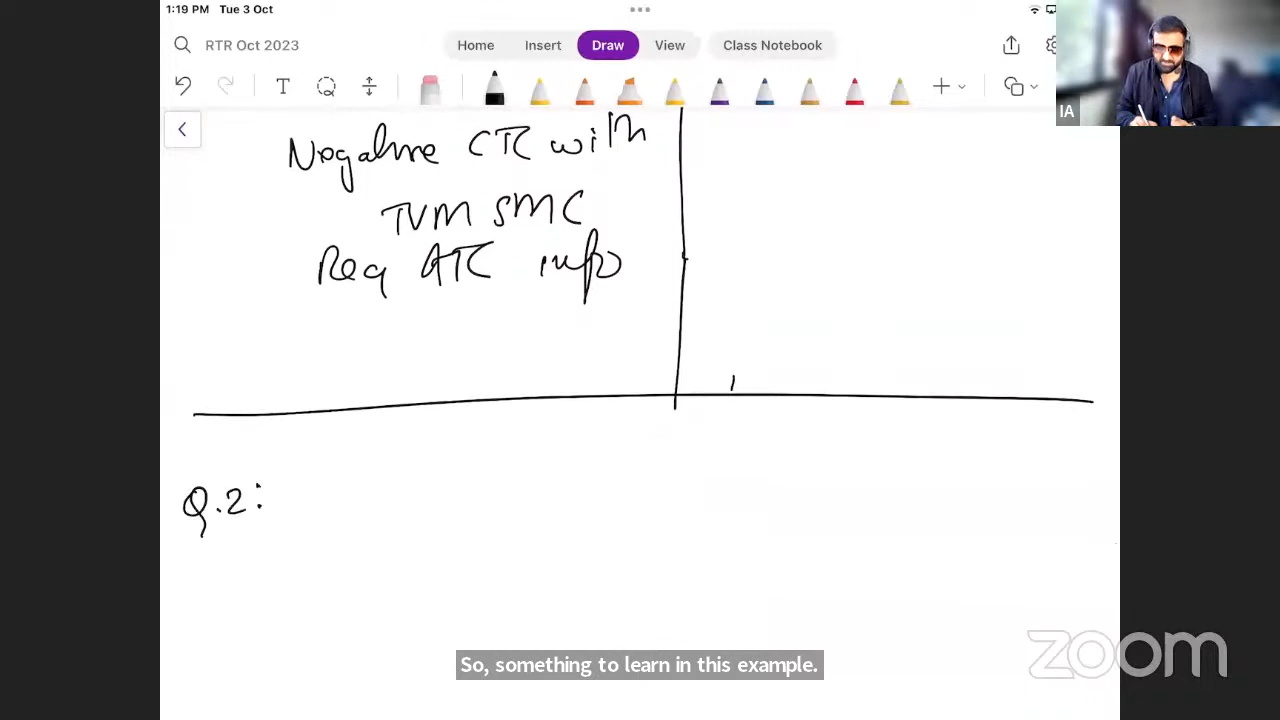 1:19 PM Tue 3 Oct
RTR Oct 2023
Home Insert Draw View Class Notebook
IA
Negative CTR with
TVM SMC
Req ATC info
Q.2:
So, something to learn in this example.
zoom